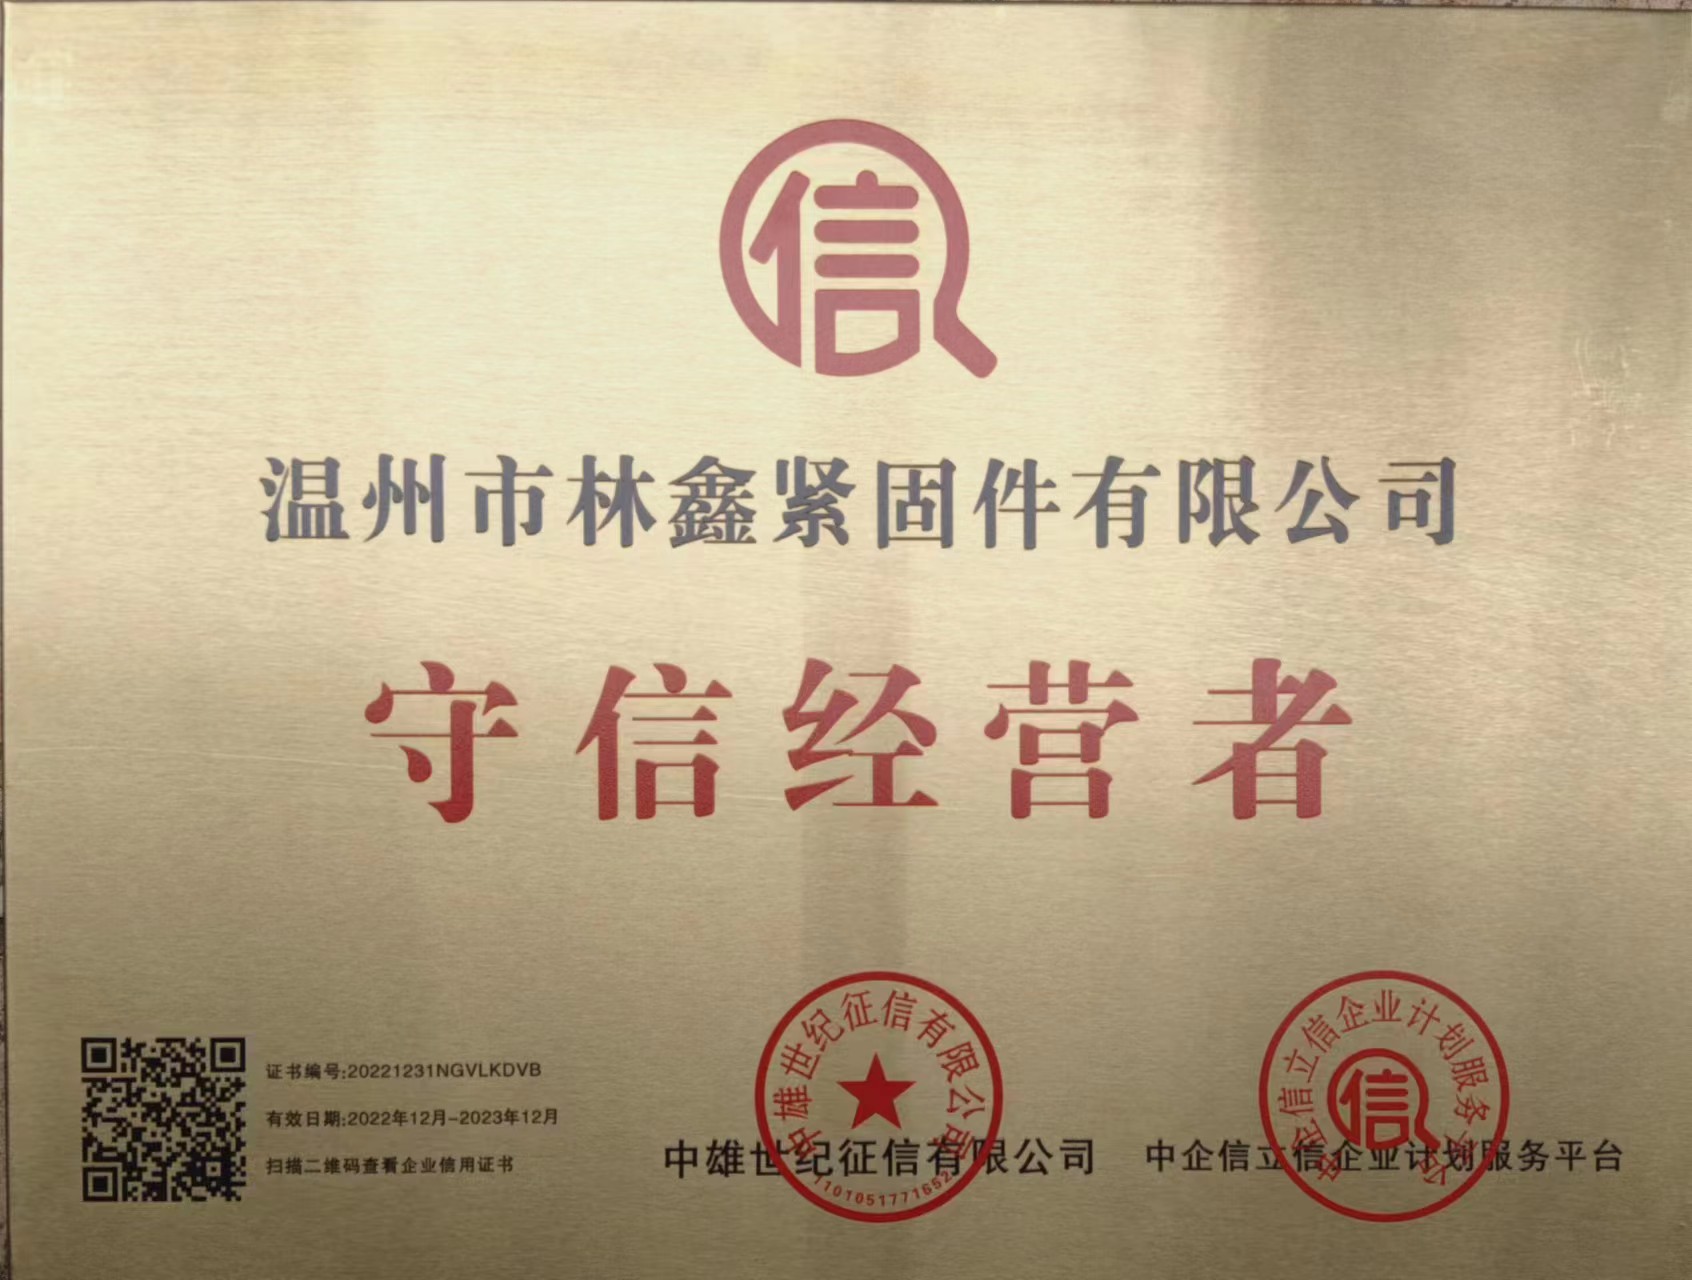 信
温州市林鑫紧固件有限公司
守信经营者
证书编号:20221231NGVLKDVB
有效日期:2022年12月-2023年12月
扫描二维码查看企业信用证书
中雄世纪征信有限公司
中雄世纪征信有限公司
中企信立信企业计划服务平台
中企信立信企业计划服务平台
信